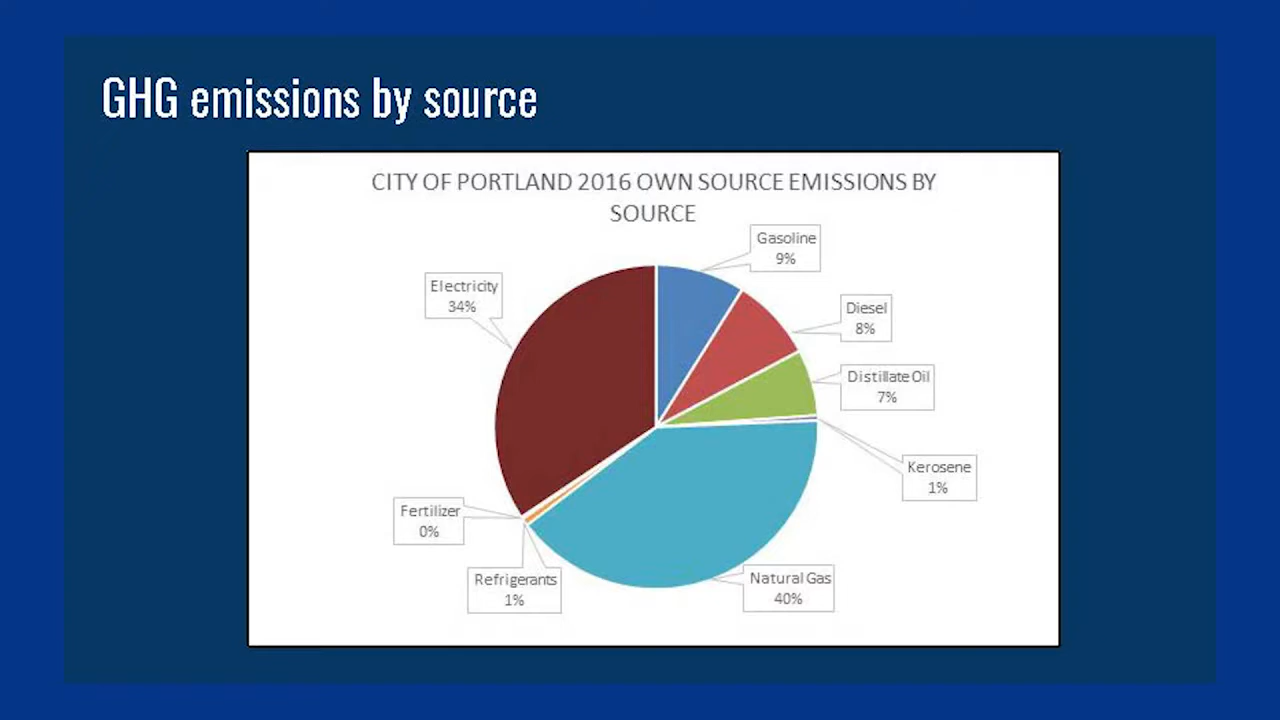 GHG emissions by source
CITY OF PORTLAND 2016 OWN SOURCE EMISSIONS BY
SOURCE
Gasoline
9%
Electricity
34%
Diesel
8%
Distillate Oil
7%
Kerosene
1%
Fertilizer
0%
Refrigerants
1%
Natural Gas
40%